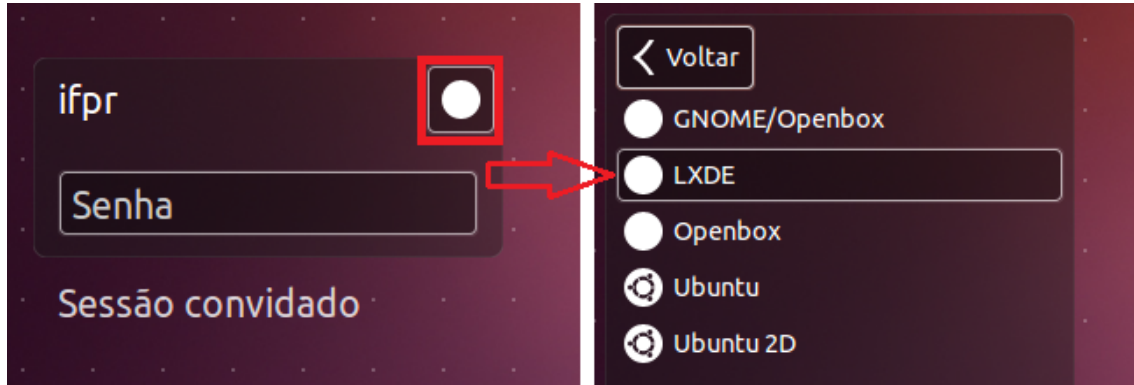 ifpr
Senha
Sessão convidado
Voltar
GNOME/Openbox
LXDE
Openbox
Ubuntu
Ubuntu 2D